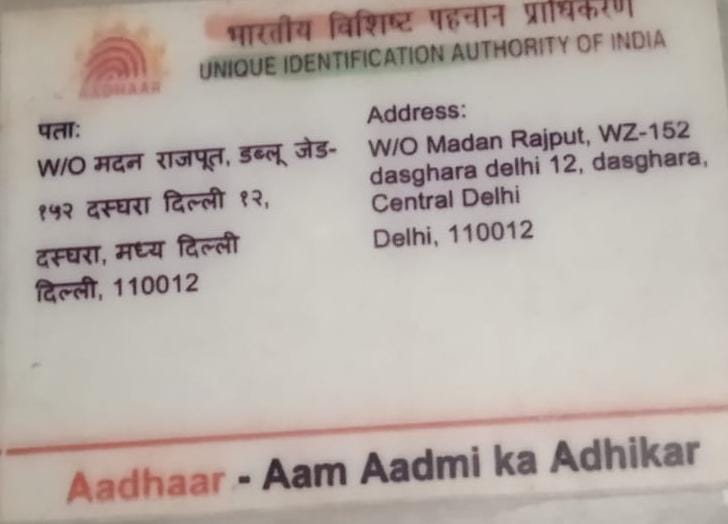 भारतीय विशिष्ट पहचान प्राधिकरण
UNIQUE IDENTIFICATION AUTHORITY OF INDIA
AADHAAR
पता:
W/O मदन राजपूत, डब्लू जेड-
१५२ दस्घरा दिल्ली १२,
दस्घरा, मध्य दिल्ली
दिल्ली, 110012
Address:
W/O Madan Rajput, WZ-152
dasghara delhi 12, dasghara,
Central Delhi
Delhi, 110012
Aadhaar - Aam Aadmi ka Adhikar